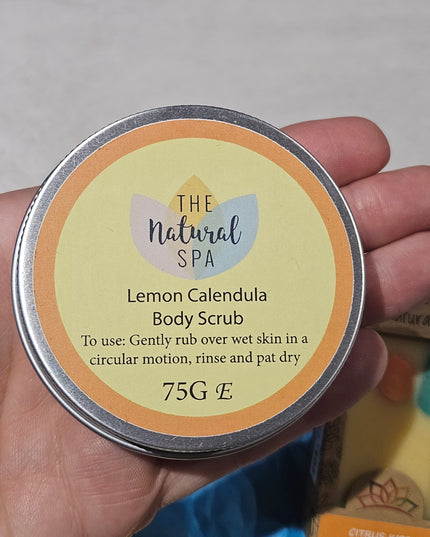 THE
Natural
SPA
Lemon Calendula
Body Scrub
To use: Gently rub over wet skin in a
circular motion, rinse and pat dry
75G E
CITRUS